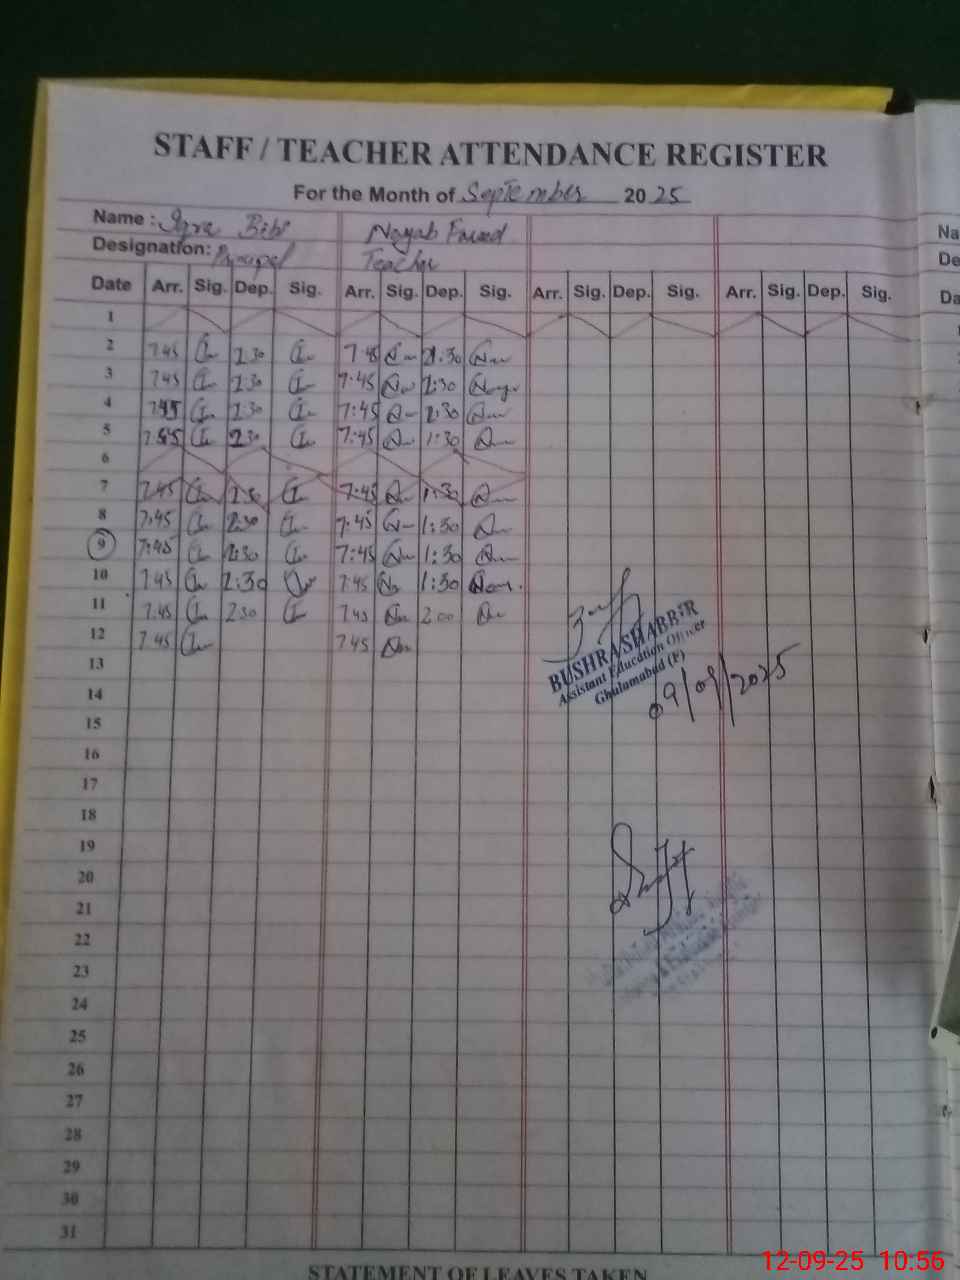 STAFF / TEACHER ATTENDANCE REGISTER
For the Month of September 2025
Name : Iqra Bibi Nayab Fareed
Designation: Principal Teacher
Date Arr. Sig. Dep. Sig. Arr. Sig. Dep. Sig. Arr. Sig. Dep. Sig. Arr. Sig. Dep. Sig.
1
2 7:45 2:30 7:45 1:30
3 7:45 2:30 7:45 1:30
4 7:45 2:30 7:45 1:30
5 7:45 2:30 7:45 1:30
6
7 7:45 2:30 7:45 1:30
8 7:45 2:30 7:45 1:30
9 7:45 2:30 7:45 1:30
10 7:45 2:30 7:45 1:30
11 7:45 2:30 7:45 2:00
12 7:45 7:45
BUSHRA SHABBIR
Assistant Education Officer
Ghulamabad (F)
09/09/2025
13
14
15
16
17
18
19
20
21
22
23
24
25
26
27
28
29
30
31
STATEMENT OF LEAVES TAKEN
Na
De
Da
12-09-25 10:56